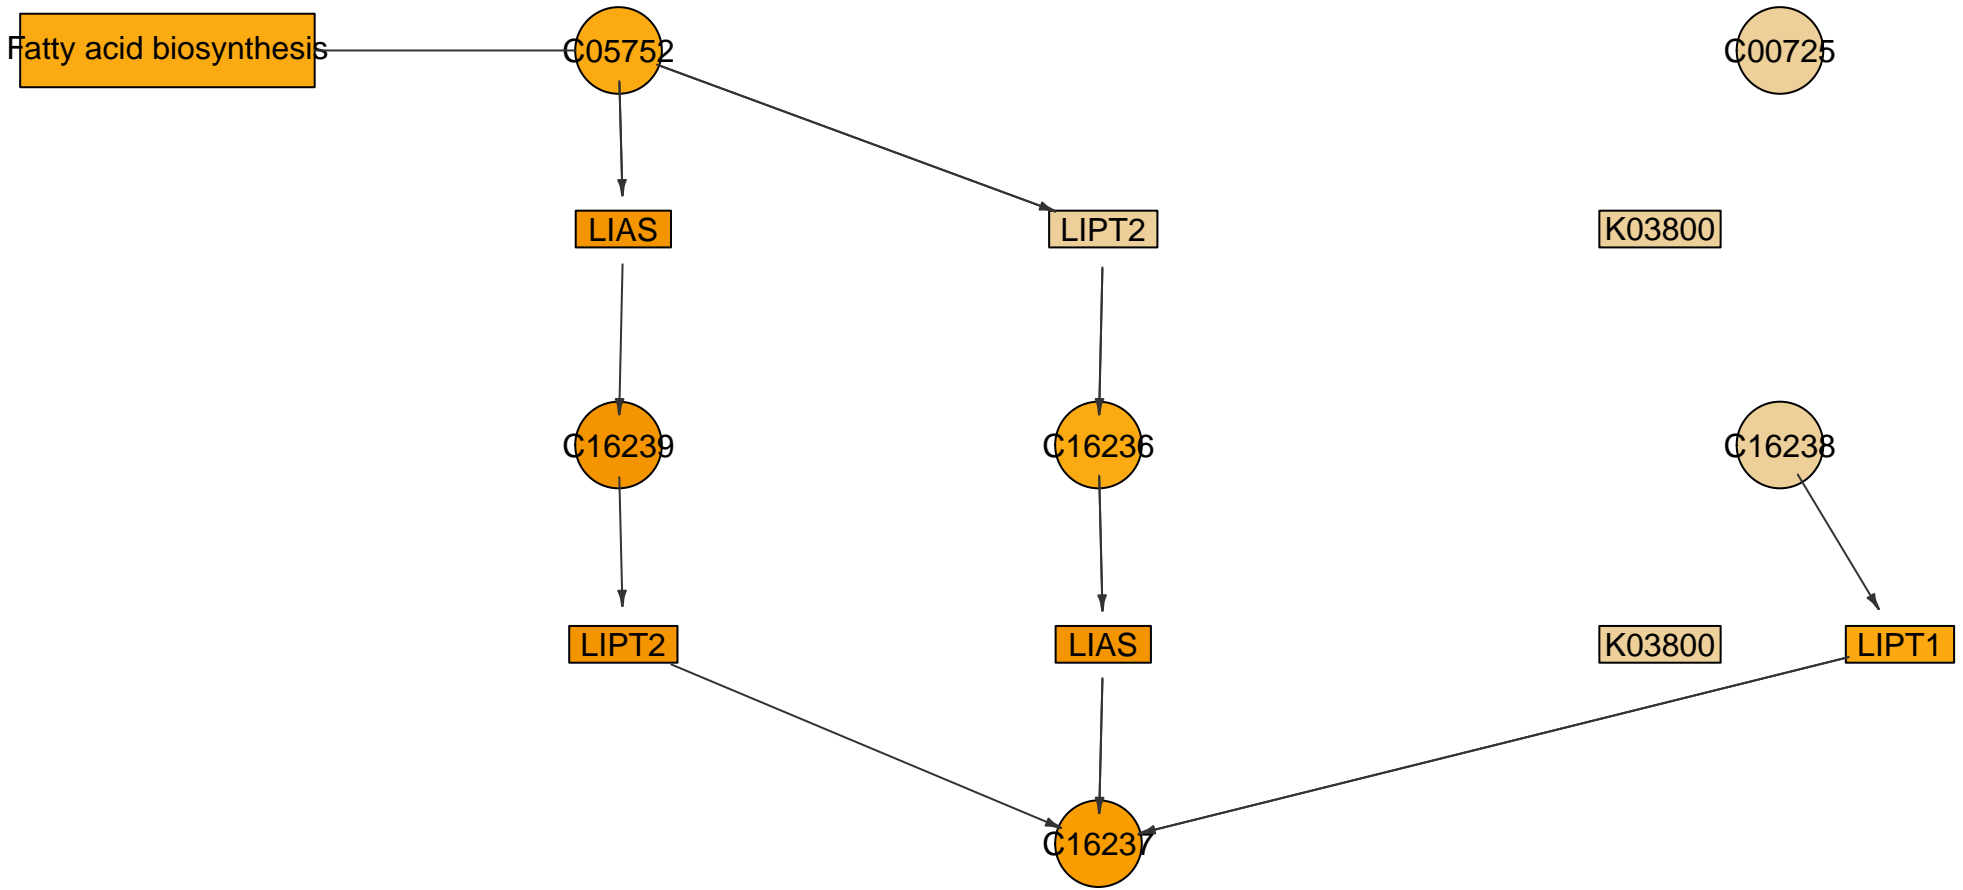 Fatty acid biosynthesis
C05752
C00725
LIAS
LIPT2
K03800
C16239
C16236
C16238
LIPT2
LIAS
K03800
LIPT1
C16237